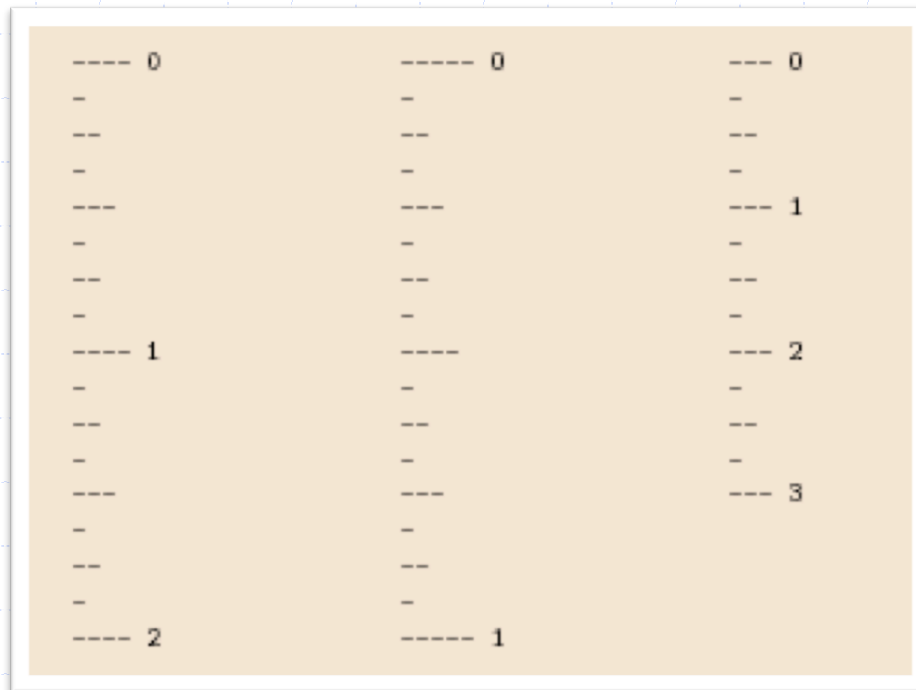 ---- 0    ----- 0    --- 0
-    -    -
--    --    --
-    -    -
---    ---    --- 1
-    -    -
--    --    --
-    -    -
---- 1    ----    --- 2
-    -    -
--    --    --
-    -    -
---    ---    --- 3
-    -
--    --
-    -
---- 2    ----- 1